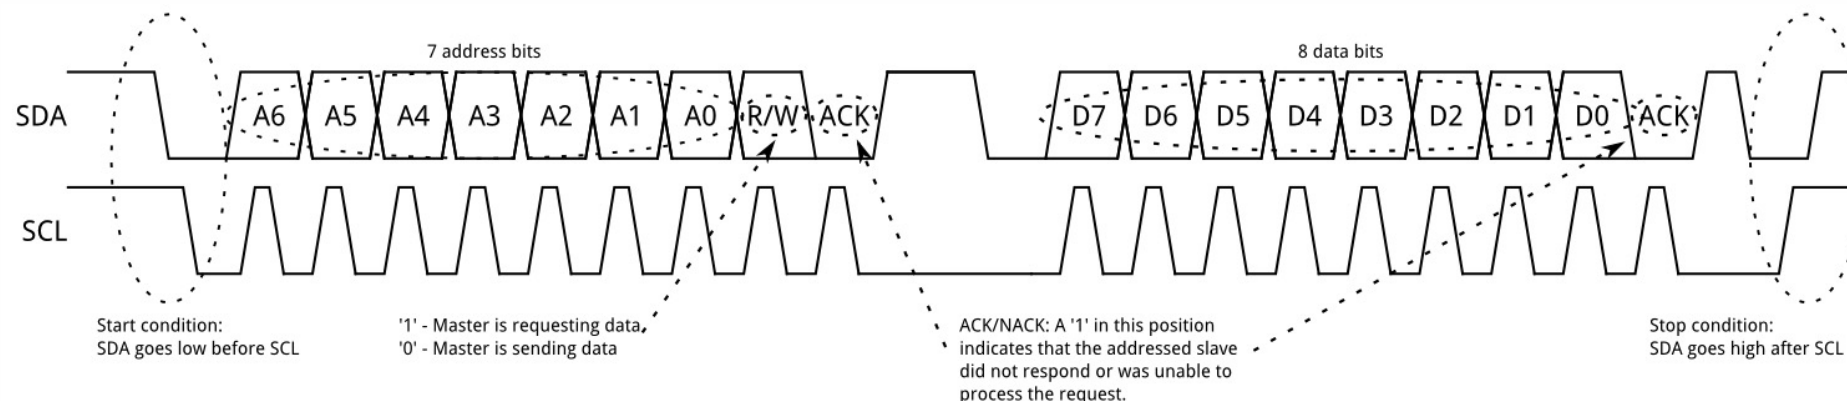 7 address bits
8 data bits
SDA
A6 A5 A4 A3 A2 A1 A0 R/W ACK
D7 D6 D5 D4 D3 D2 D1 D0 ACK
SCL
Start condition:
SDA goes low before SCL
'1' - Master is requesting data
'0' - Master is sending data
ACK/NACK: A '1' in this position
indicates that the addressed slave
did not respond or was unable to
process the request.
Stop condition:
SDA goes high after SCL